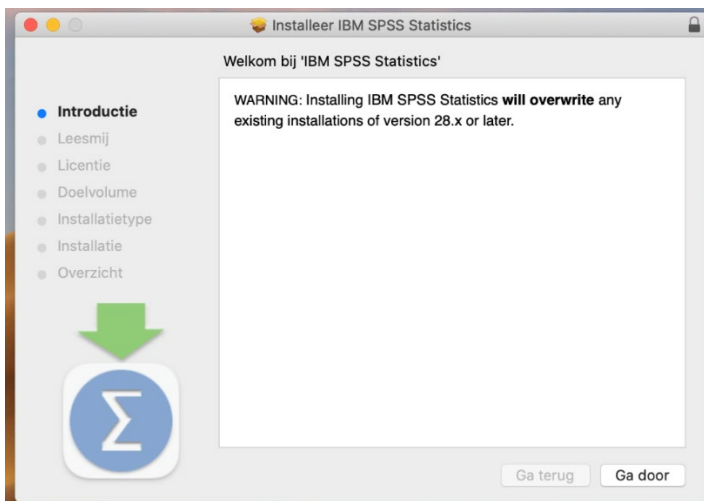 Installeer IBM SPSS Statistics
Welkom bij 'IBM SPSS Statistics'
Introductie
Leesmij
Licentie
Doelvolume
Installatietype
Installatie
Overzicht
WARNING: Installing IBM SPSS Statistics will overwrite any
existing installations of version 28.x or later.
Σ
Ga terug
Ga door